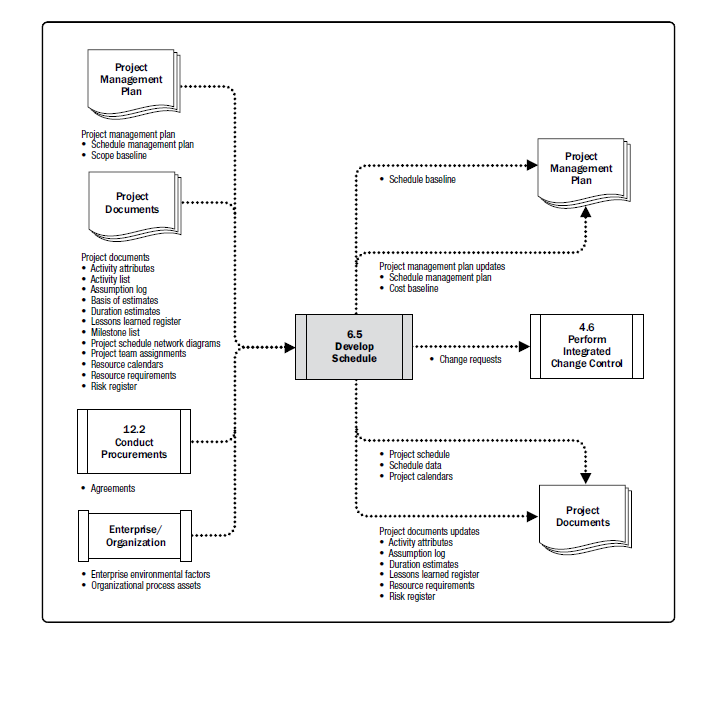 Project
Management
Plan
Project management plan
• Schedule management plan
• Scope baseline
Project
Documents
Project documents
• Activity attributes
• Activity list
• Assumption log
• Basis of estimates
• Duration estimates
• Lessons learned register
• Milestone list
• Project schedule network diagrams
• Project team assignments
• Resource calendars
• Resource requirements
• Risk register
12.2
Conduct
Procurements
• Agreements
Enterprise/
Organization
• Enterprise environmental factors
• Organizational process assets
6.5
Develop
Schedule
• Schedule baseline
Project
Management
Plan
Project management plan updates
• Schedule management plan
• Cost baseline
• Change requests
4.6
Perform
Integrated
Change Control
• Project schedule
• Schedule data
• Project calendars
Project
Documents
Project documents updates
• Activity attributes
• Assumption log
• Duration estimates
• Lessons learned register
• Resource requirements
• Risk register